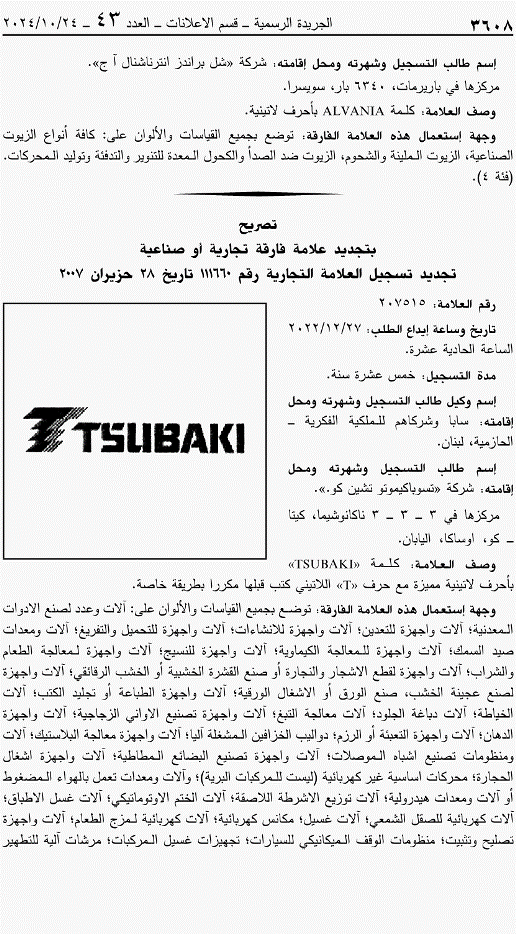 ٣٦٠٨
الجريدة الرسمية ـ قسم الاعلانات ـ العدد ٤٣ ـ ٢٠٢٤/١٠/٢٤
إسم طالب التسجيل وشهرته ومحل إقامته: شركة «شل براندز انترناشنال آ ج».
مركزها في باريرمات، ٦٣٤٠ بار، سويسرا.
وصف العلامة: كلمة ALVANIA بأحرف لاتينية.
وجهة إستعمال هذه العلامة الفارقة: توضع بجميع القياسات والألوان على: كافة أنواع الزيوت
الصناعية، الزيوت الملينة والشحوم، الزيوت ضد الصدأ والكحول المعدة للتنوير والتدفئة وتوليد المحركات.
(فئة ٤).
تصريح
بتجديد علامة فارقة تجارية أو صناعية
تجديد تسجيل العلامة التجارية رقم ١١١٦٦٠ تاريخ ٢٨ حزيران ٢٠٠٧
رقم العلامة: ٢٠٧٥١٥
تاريخ وساعة إيداع الطلب: ٢٠٢٢/١٢/٢٧
الساعة الحادية عشرة.
مدة التسجيل: خمس عشرة سنة.
إسم وكيل طالب التسجيل وشهرته ومحل
إقامته: سابا وشركاهم للملكية الفكرية ـ
الحازمية، لبنان.
إسم طالب التسجيل وشهرته ومحل
إقامته: شركة «تسوباكيموتو تشين كو.».
مركزها في ٣ ـ ٣ ـ ٣ ناكانوشيما، كيتا
ـ كو، اوساكا، اليابان.
TSUBAKI
وصف العلامة: كلمة «TSUBAKI»
بأحرف لاتينية مميزة مع حرف «T» اللاتيني كتب قبلها مكررا بطريقة خاصة.
وجهة إستعمال هذه العلامة الفارقة: توضع بجميع القياسات والألوان على: آلات وعدد لصنع الادوات
المعدنية؛ آلات واجهزة للتعدين؛ آلات واجهزة للانشاءات؛ آلات واجهزة للتحميل والتفريغ؛ آلات ومعدات
صيد السمك؛ آلات واجهزة للمعالجة الكيماوية؛ آلات واجهزة للنسيج؛ آلات واجهزة لمعالجة الطعام
والشراب؛ آلات واجهزة لقطع الاشجار والنجارة أو صنع القشرة الخشبية أو الخشب الرقائقي؛ آلات واجهزة
لصنع عجينة الخشب، صنع الورق أو الاشغال الورقية؛ آلات واجهزة الطباعة أو تجليد الكتب؛ آلات
الخياطة؛ آلات دباغة الجلود؛ آلات معالجة التبغ؛ آلات واجهزة تصنيع الاواني الزجاجية؛ آلات واجهزة
الدهان؛ آلات واجهزة التعبئة أو الرزم؛ دواليب الخزافين المشغلة آليا؛ آلات واجهزة معالجة البلاستيك؛ آلات
ومنظومات تصنيع اشباه الموصلات؛ آلات واجهزة تصنيع البضائع المطاطية؛ آلات واجهزة اشغال
الحجارة؛ محركات اساسية غير كهربائية (ليست للمركبات البرية)؛ وآلات ومعدات تعمل بالهواء المضغوط
أو آلات ومعدات هيدرولية؛ آلات توزيع الاشرطة اللاصقة؛ آلات الختم الاوتوماتيكي؛ آلات غسل الاطباق؛
آلات كهربائية للصقل الشمعي؛ آلات غسيل؛ مكانس كهربائية؛ آلات كهربائية لمزج الطعام؛ آلات واجهزة
تصليح وتثبيت؛ منظومات الوقف الميكانيكي للسيارات؛ تجهيزات غسيل المركبات؛ مرشات آلية للتطهير